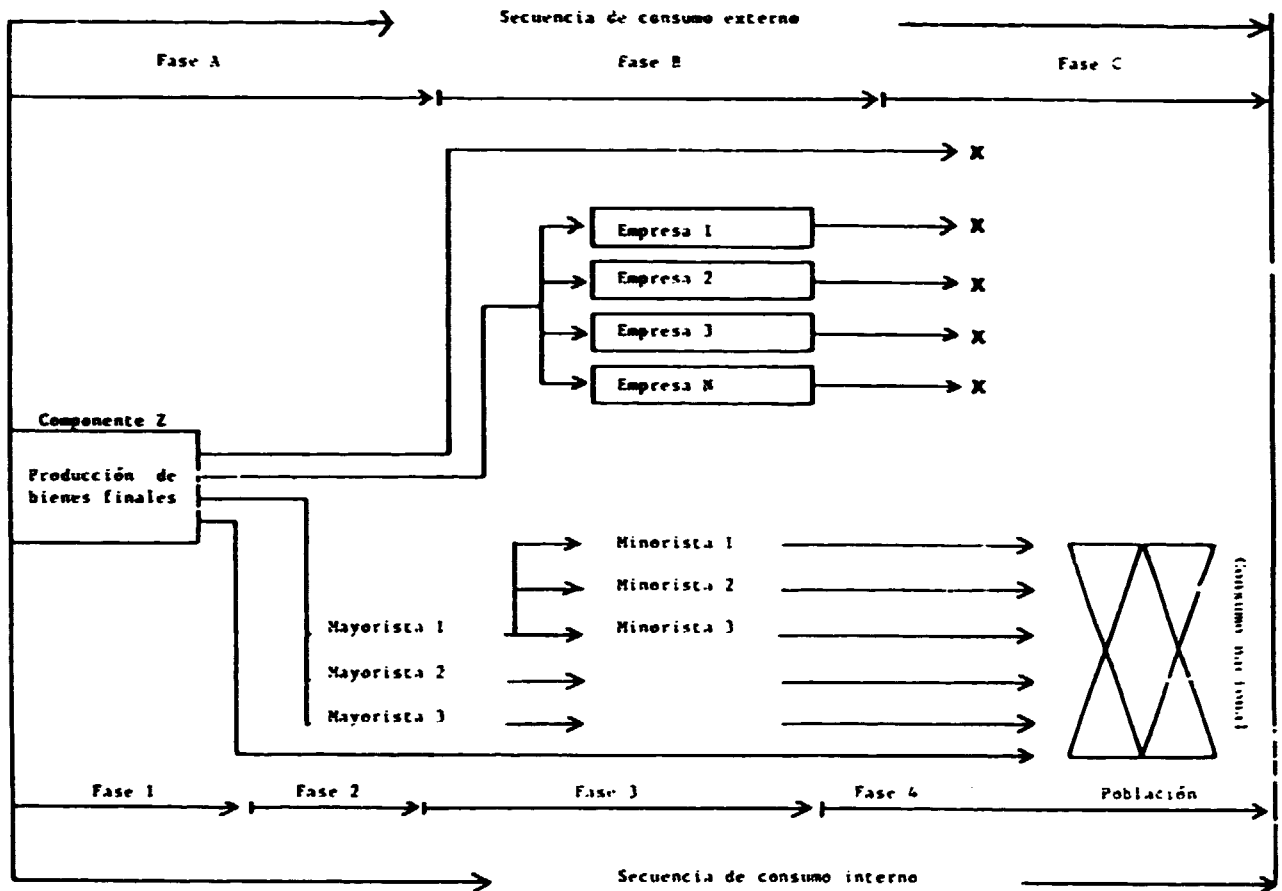 Secuencia de consumo externo
Fase A
Fase B
Fase C
X
Empresa 1
X
Empresa 2
X
Empresa 3
X
Empresa N
X
Componente Z
Producción de
bienes finales
Minorista 1
Minorista 2
Mayorista 1
Minorista 3
Mayorista 2
Mayorista 3
Consumo nacional
Fase 1
Fase 2
Fase 3
Fase 4
Población
Secuencia de consumo interno